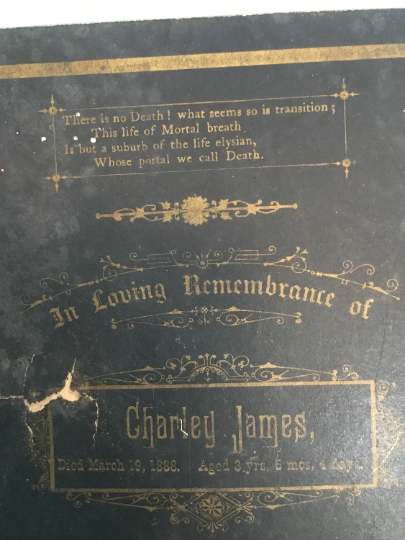 There is no Death! what seems so is transition;
This life of Mortal breath
Is but a suburb of the life elysian,
Whose portal we call Death.
In Loving Remembrance of
Charley James,
Died March 19, 1888. Aged 3 yrs. 6 mos. 4